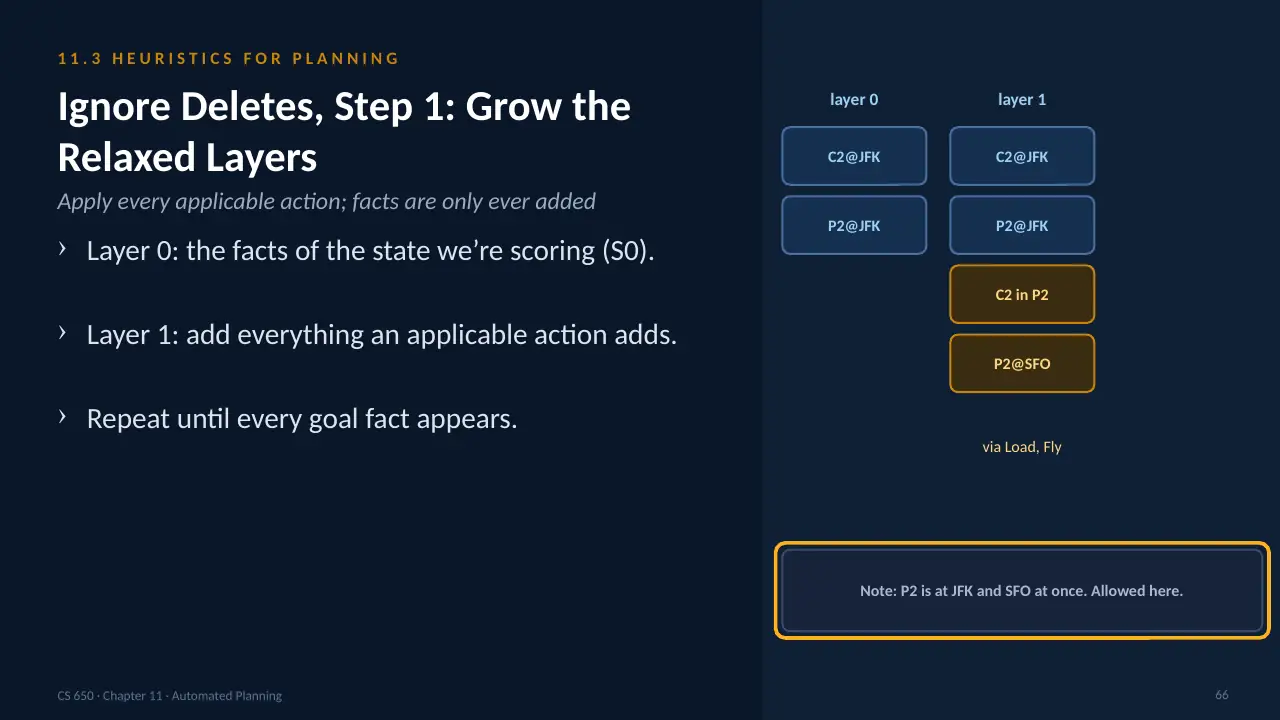 11.3 HEURISTICS FOR PLANNING
Ignore Deletes, Step 1: Grow the
Relaxed Layers
Apply every applicable action; facts are only ever added
› Layer 0: the facts of the state we’re scoring (S0).
› Layer 1: add everything an applicable action adds.
› Repeat until every goal fact appears.
layer 0 layer 1
C2@JFK C2@JFK
P2@JFK P2@JFK
C2 in P2
P2@SFO
via Load, Fly
Note: P2 is at JFK and SFO at once. Allowed here.
CS 650 · Chapter 11 · Automated Planning
66